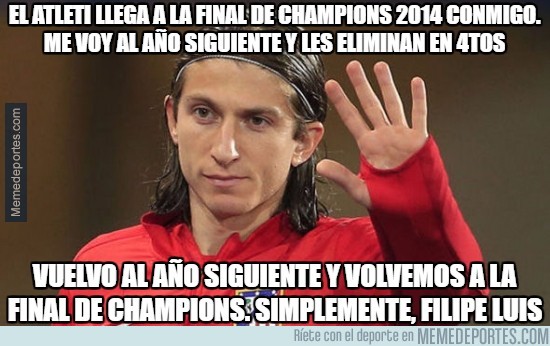 EL ATLETI LLEGA A LA FINAL DE CHAMPIONS 2014 CONMIGO.
ME VOY AL AÑO SIGUIENTE Y LES ELIMINAN EN 4TOS
Memedeportes.com
VUELVO AL AÑO SIGUIENTE Y VOLVEMOS A LA
FINAL DE CHAMPIONS. SIMPLEMENTE, FILIPE LUIS
Ríete con el deporte en MEMEDEPORTES.COM